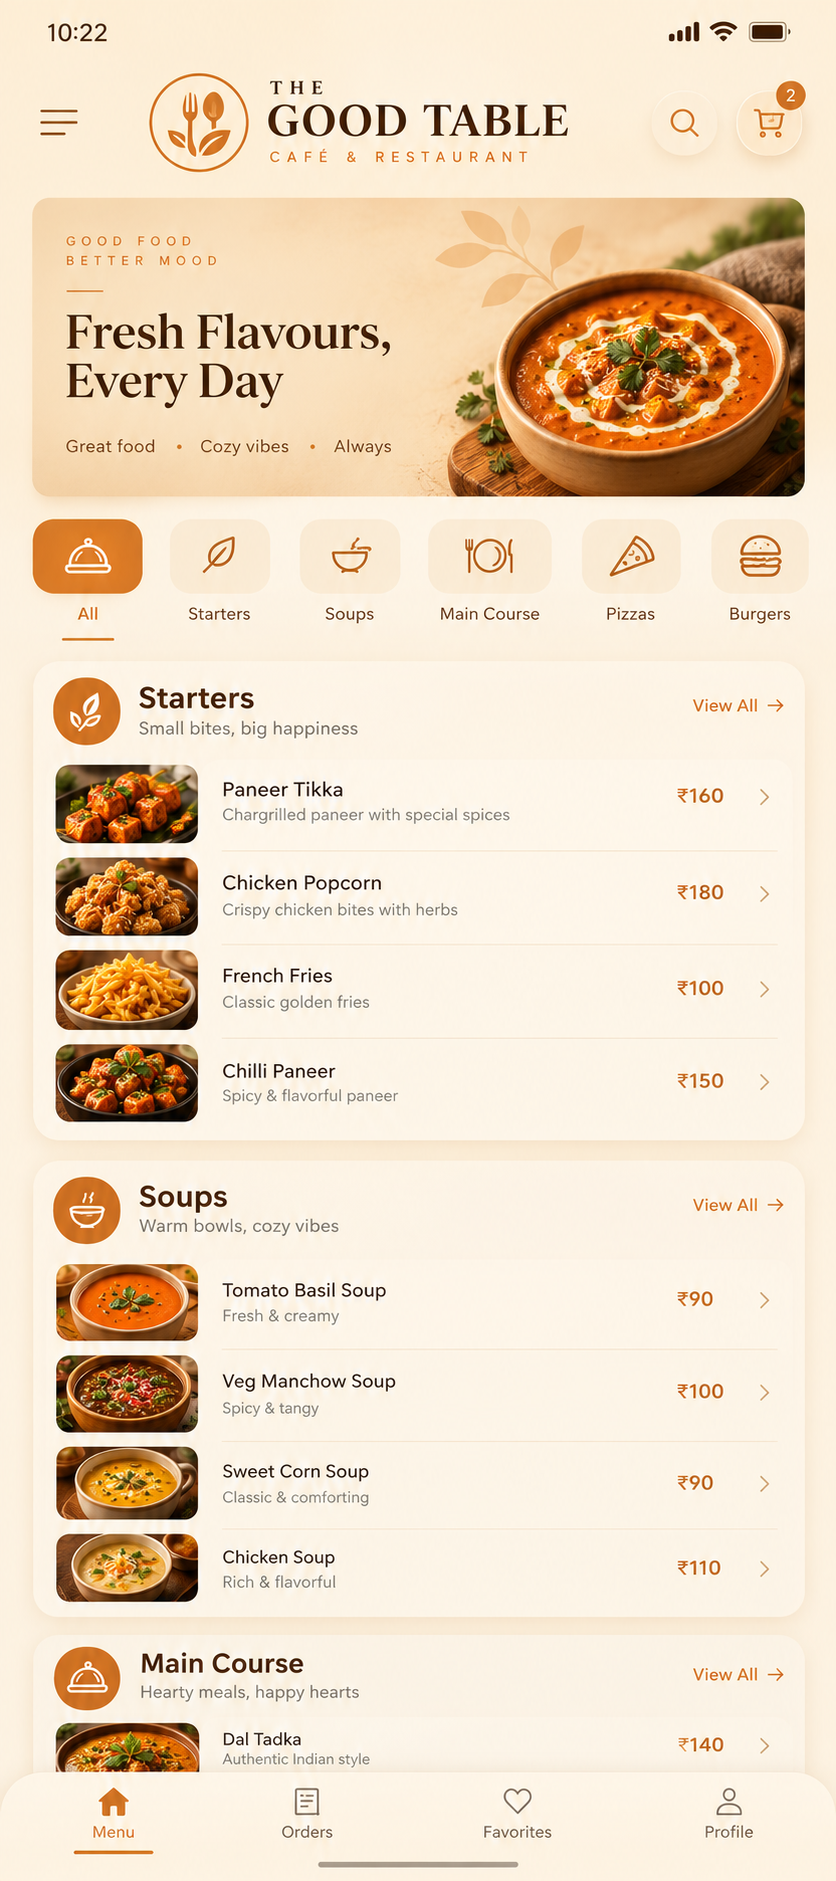 10:22
2
THE
GOOD TABLE
CAFÉ & RESTAURANT
GOOD FOOD
BETTER MOOD
Fresh Flavours,
Every Day
Great food • Cozy vibes • Always
All Starters Soups Main Course Pizzas Burgers
Starters
View All →
Small bites, big happiness
Paneer Tikka
₹160
Chargrilled paneer with special spices
Chicken Popcorn
₹180
Crispy chicken bites with herbs
French Fries
₹100
Classic golden fries
Chilli Paneer
₹150
Spicy & flavorful paneer
Soups
View All →
Warm bowls, cozy vibes
Tomato Basil Soup
₹90
Fresh & creamy
Veg Manchow Soup
₹100
Spicy & tangy
Sweet Corn Soup
₹90
Classic & comforting
Chicken Soup
₹110
Rich & flavorful
Main Course
View All →
Hearty meals, happy hearts
Dal Tadka
₹140
Authentic Indian style
Menu Orders Favorites Profile